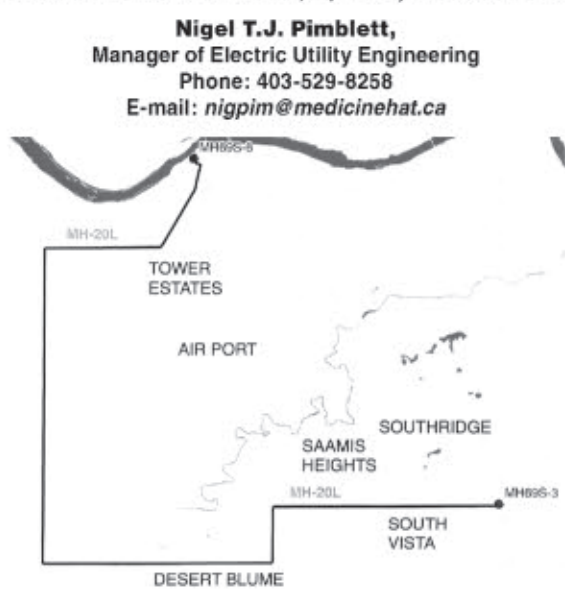 Nigel T.J. Pimblett,
Manager of Electric Utility Engineering
Phone: 403-529-8258
E-mail: nigpim@medicinehat.ca
MH69S-6
MH-20L
TOWER
ESTATES
AIR PORT
SOUTHRIDGE
SAAMIS
HEIGHTS
MH-20L
MH69S-3
SOUTH
VISTA
DESERT BLUME